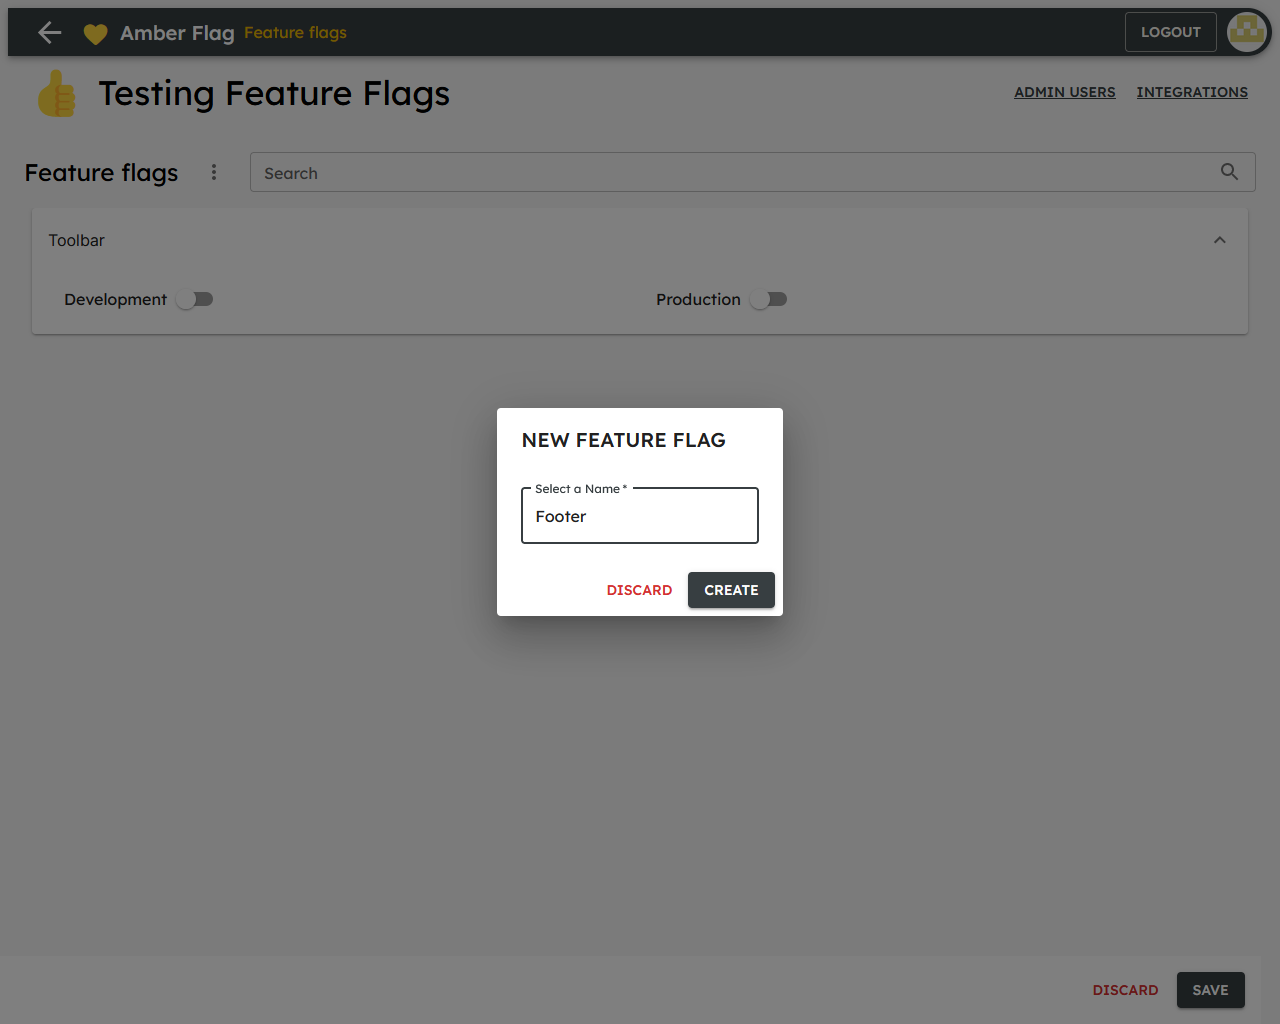 Amber Flag Feature flags LOGOUT
Testing Feature Flags ADMIN USERS INTEGRATIONS
Feature flags Search
Toolbar
Development Production
NEW FEATURE FLAG
Select a Name *
Footer
DISCARD CREATE
DISCARD SAVE